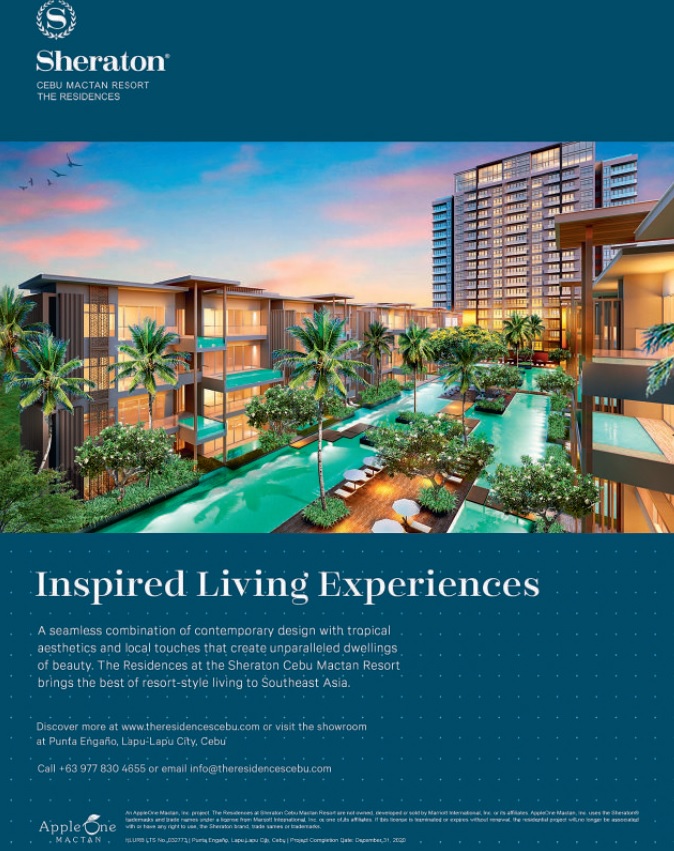 S
Sheraton®
CEBU MACTAN RESORT
THE RESIDENCES
Inspired Living Experiences
A seamless combination of contemporary design with tropical
aesthetics and local touches that create unparalleled dwellings
of beauty. The Residences at the Sheraton Cebu Mactan Resort
brings the best of resort-style living to Southeast Asia.
Discover more at www.theresidencescebu.com or visit the showroom
at Punta Engaño, Lapu-Lapu City, Cebu
Call +63 977 830 4655 or email info@theresidencescebu.com
AppleOne
MACTAN
An AppleOne Mactan, Inc. project. The Residences at Sheraton Cebu Mactan Resort are not owned, developed or sold by Marriott International, Inc. or its affiliates. AppleOne Mactan, Inc. uses the Sheraton®
trademarks and trade names under a license from Marriott International, Inc. or one of its affiliates. If this license is terminated or expires without renewal, the residential project will no longer be associated
with or have any right to use, the Sheraton brand, trade names or trademarks.
HLURB LTS No. 032773 | Punta Engaño, Lapu-Lapu City, Cebu | Project Completion Date: December 31, 2020